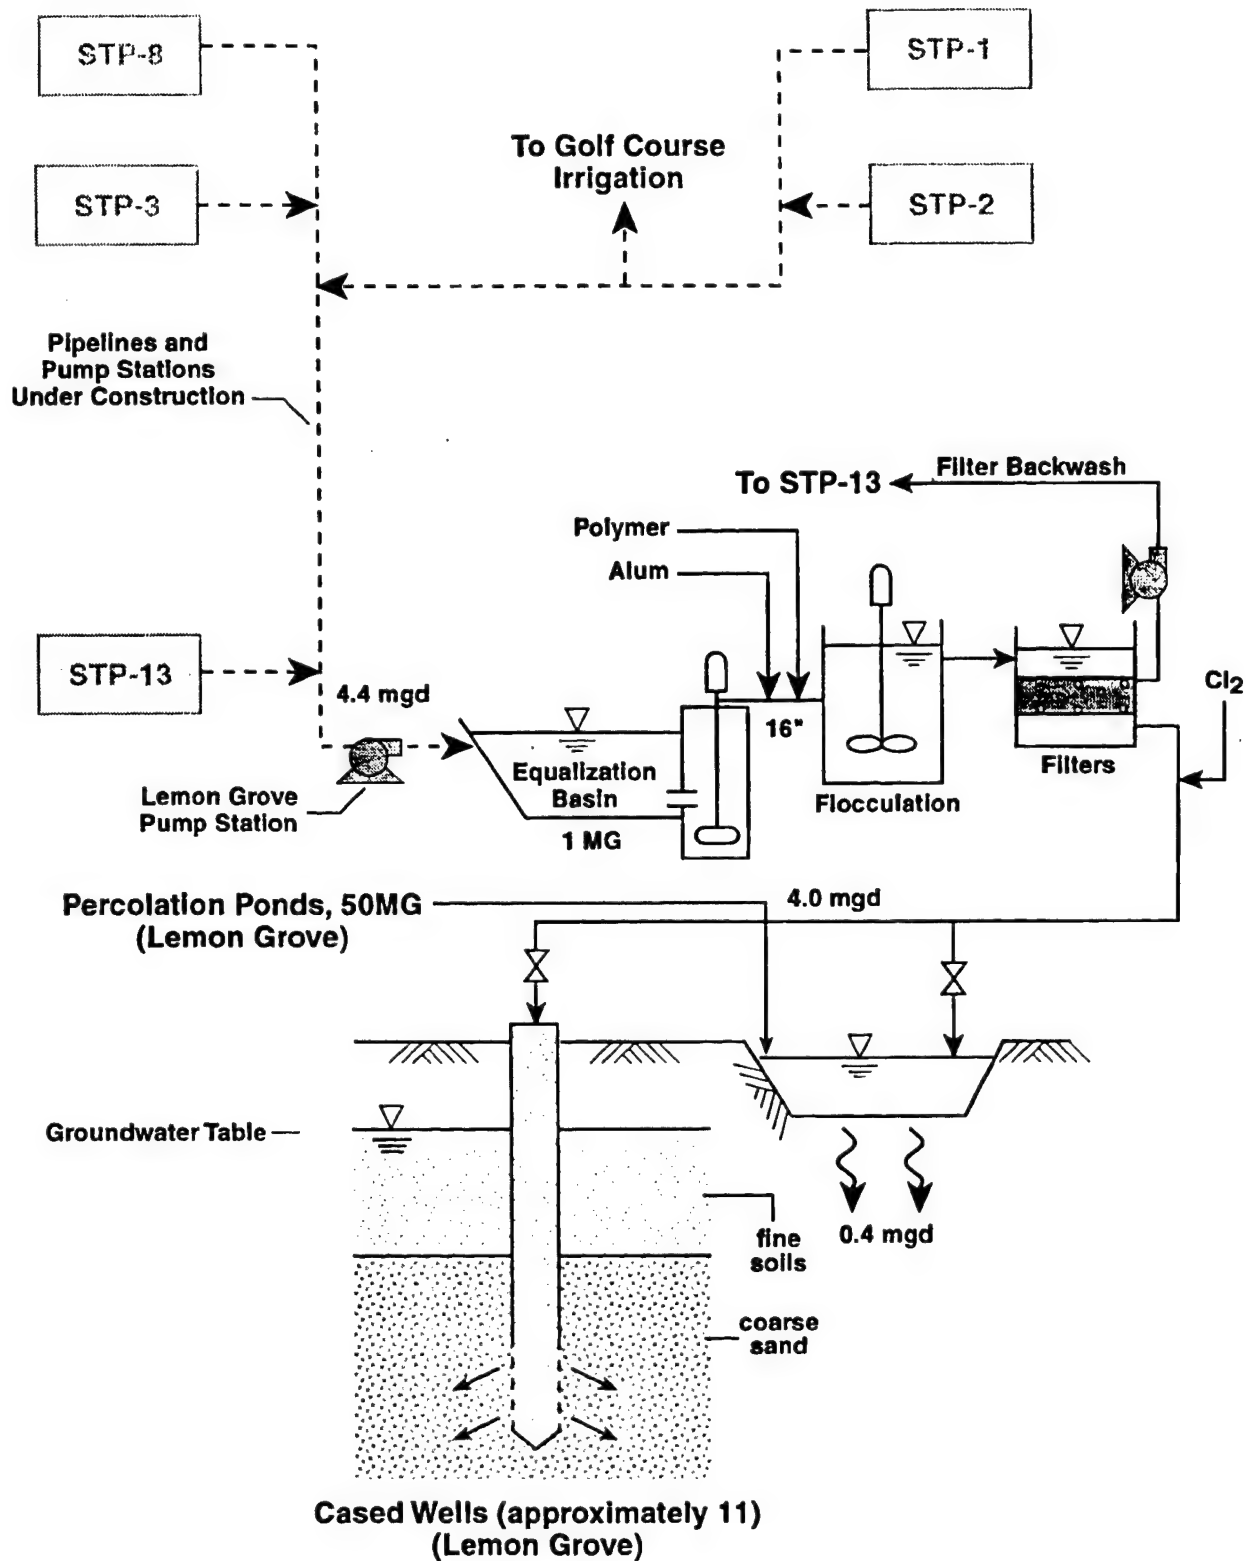 STP-8
STP-1
To Golf Course
Irrigation
STP-3
STP-2
Pipelines and
Pump Stations
Under Construction
To STP-13
Filter Backwash
Polymer
Alum
STP-13
4.4 mgd
16"
Cl2
Equalization
Basin
1 MG
Flocculation
Filters
Lemon Grove
Pump Station
Percolation Ponds, 50MG
(Lemon Grove)
4.0 mgd
Groundwater Table
fine
soils
0.4 mgd
coarse
sand
Cased Wells (approximately 11)
(Lemon Grove)